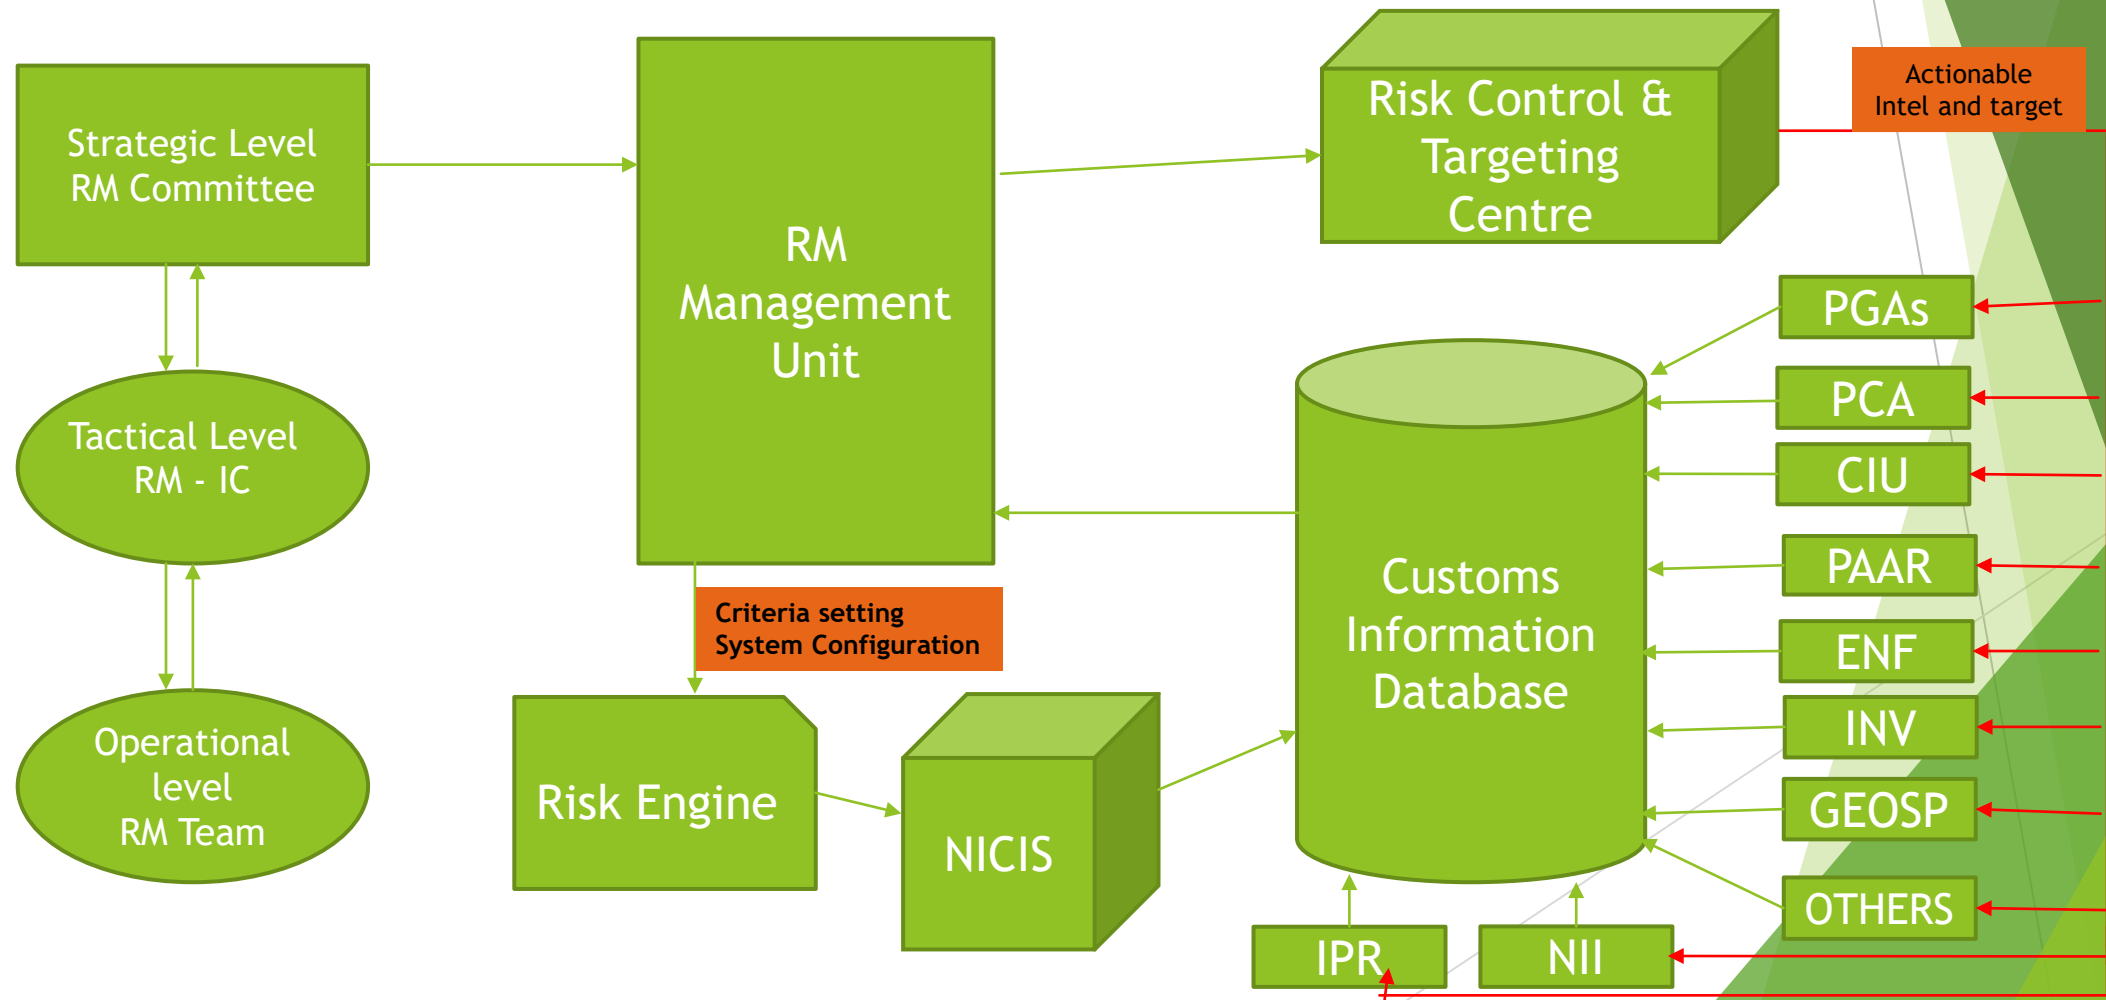 Strategic Level
RM Committee
RM
Management
Unit
Risk Control &
Targeting
Centre
Actionable
Intel and target
Tactical Level
RM - IC
Operational
level
RM Team
Criteria setting
System Configuration
Risk Engine
NICIS
Customs
Information
Database
PGAs
PCA
CIU
PAAR
ENF
INV
GEOSP
OTHERS
IPR
NII